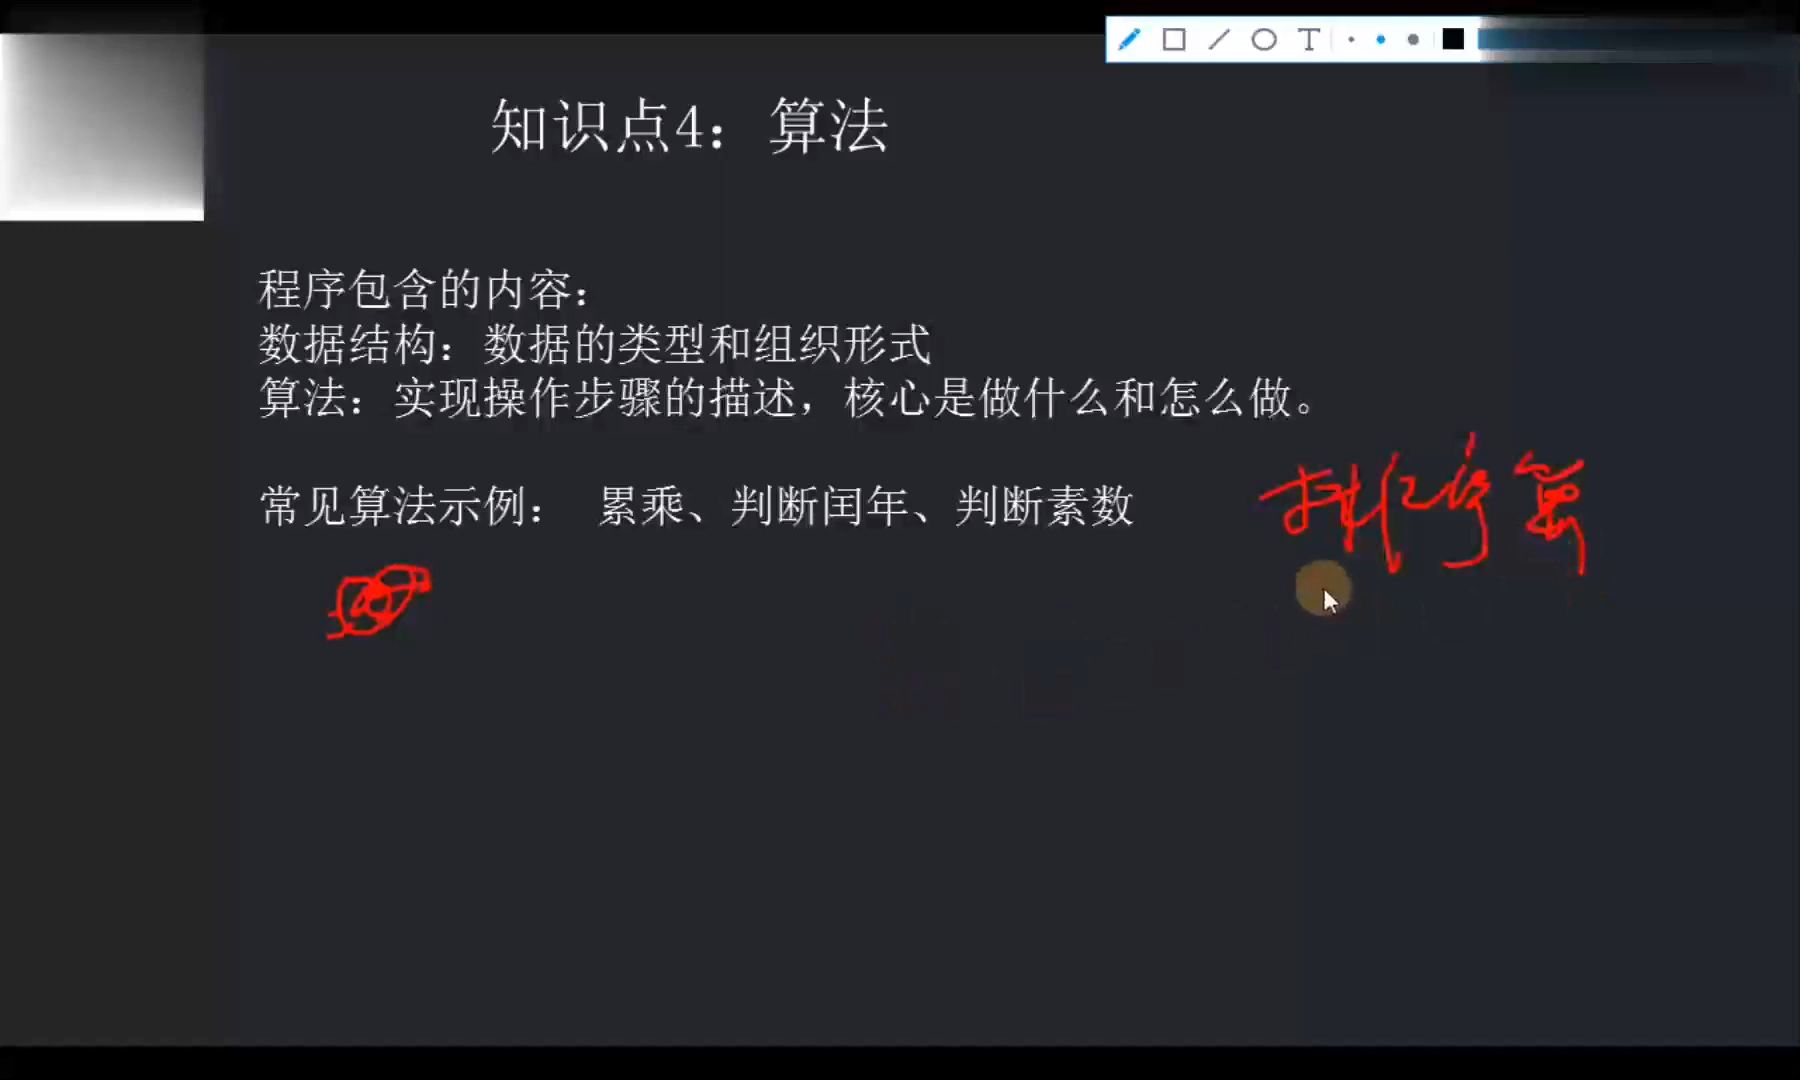 知识点4：算法
程序包含的内容：
数据结构：数据的类型和组织形式
算法：实现操作步骤的描述，核心是做什么和怎么做。
常见算法示例： 累乘、判断闰年、判断素数
排序算